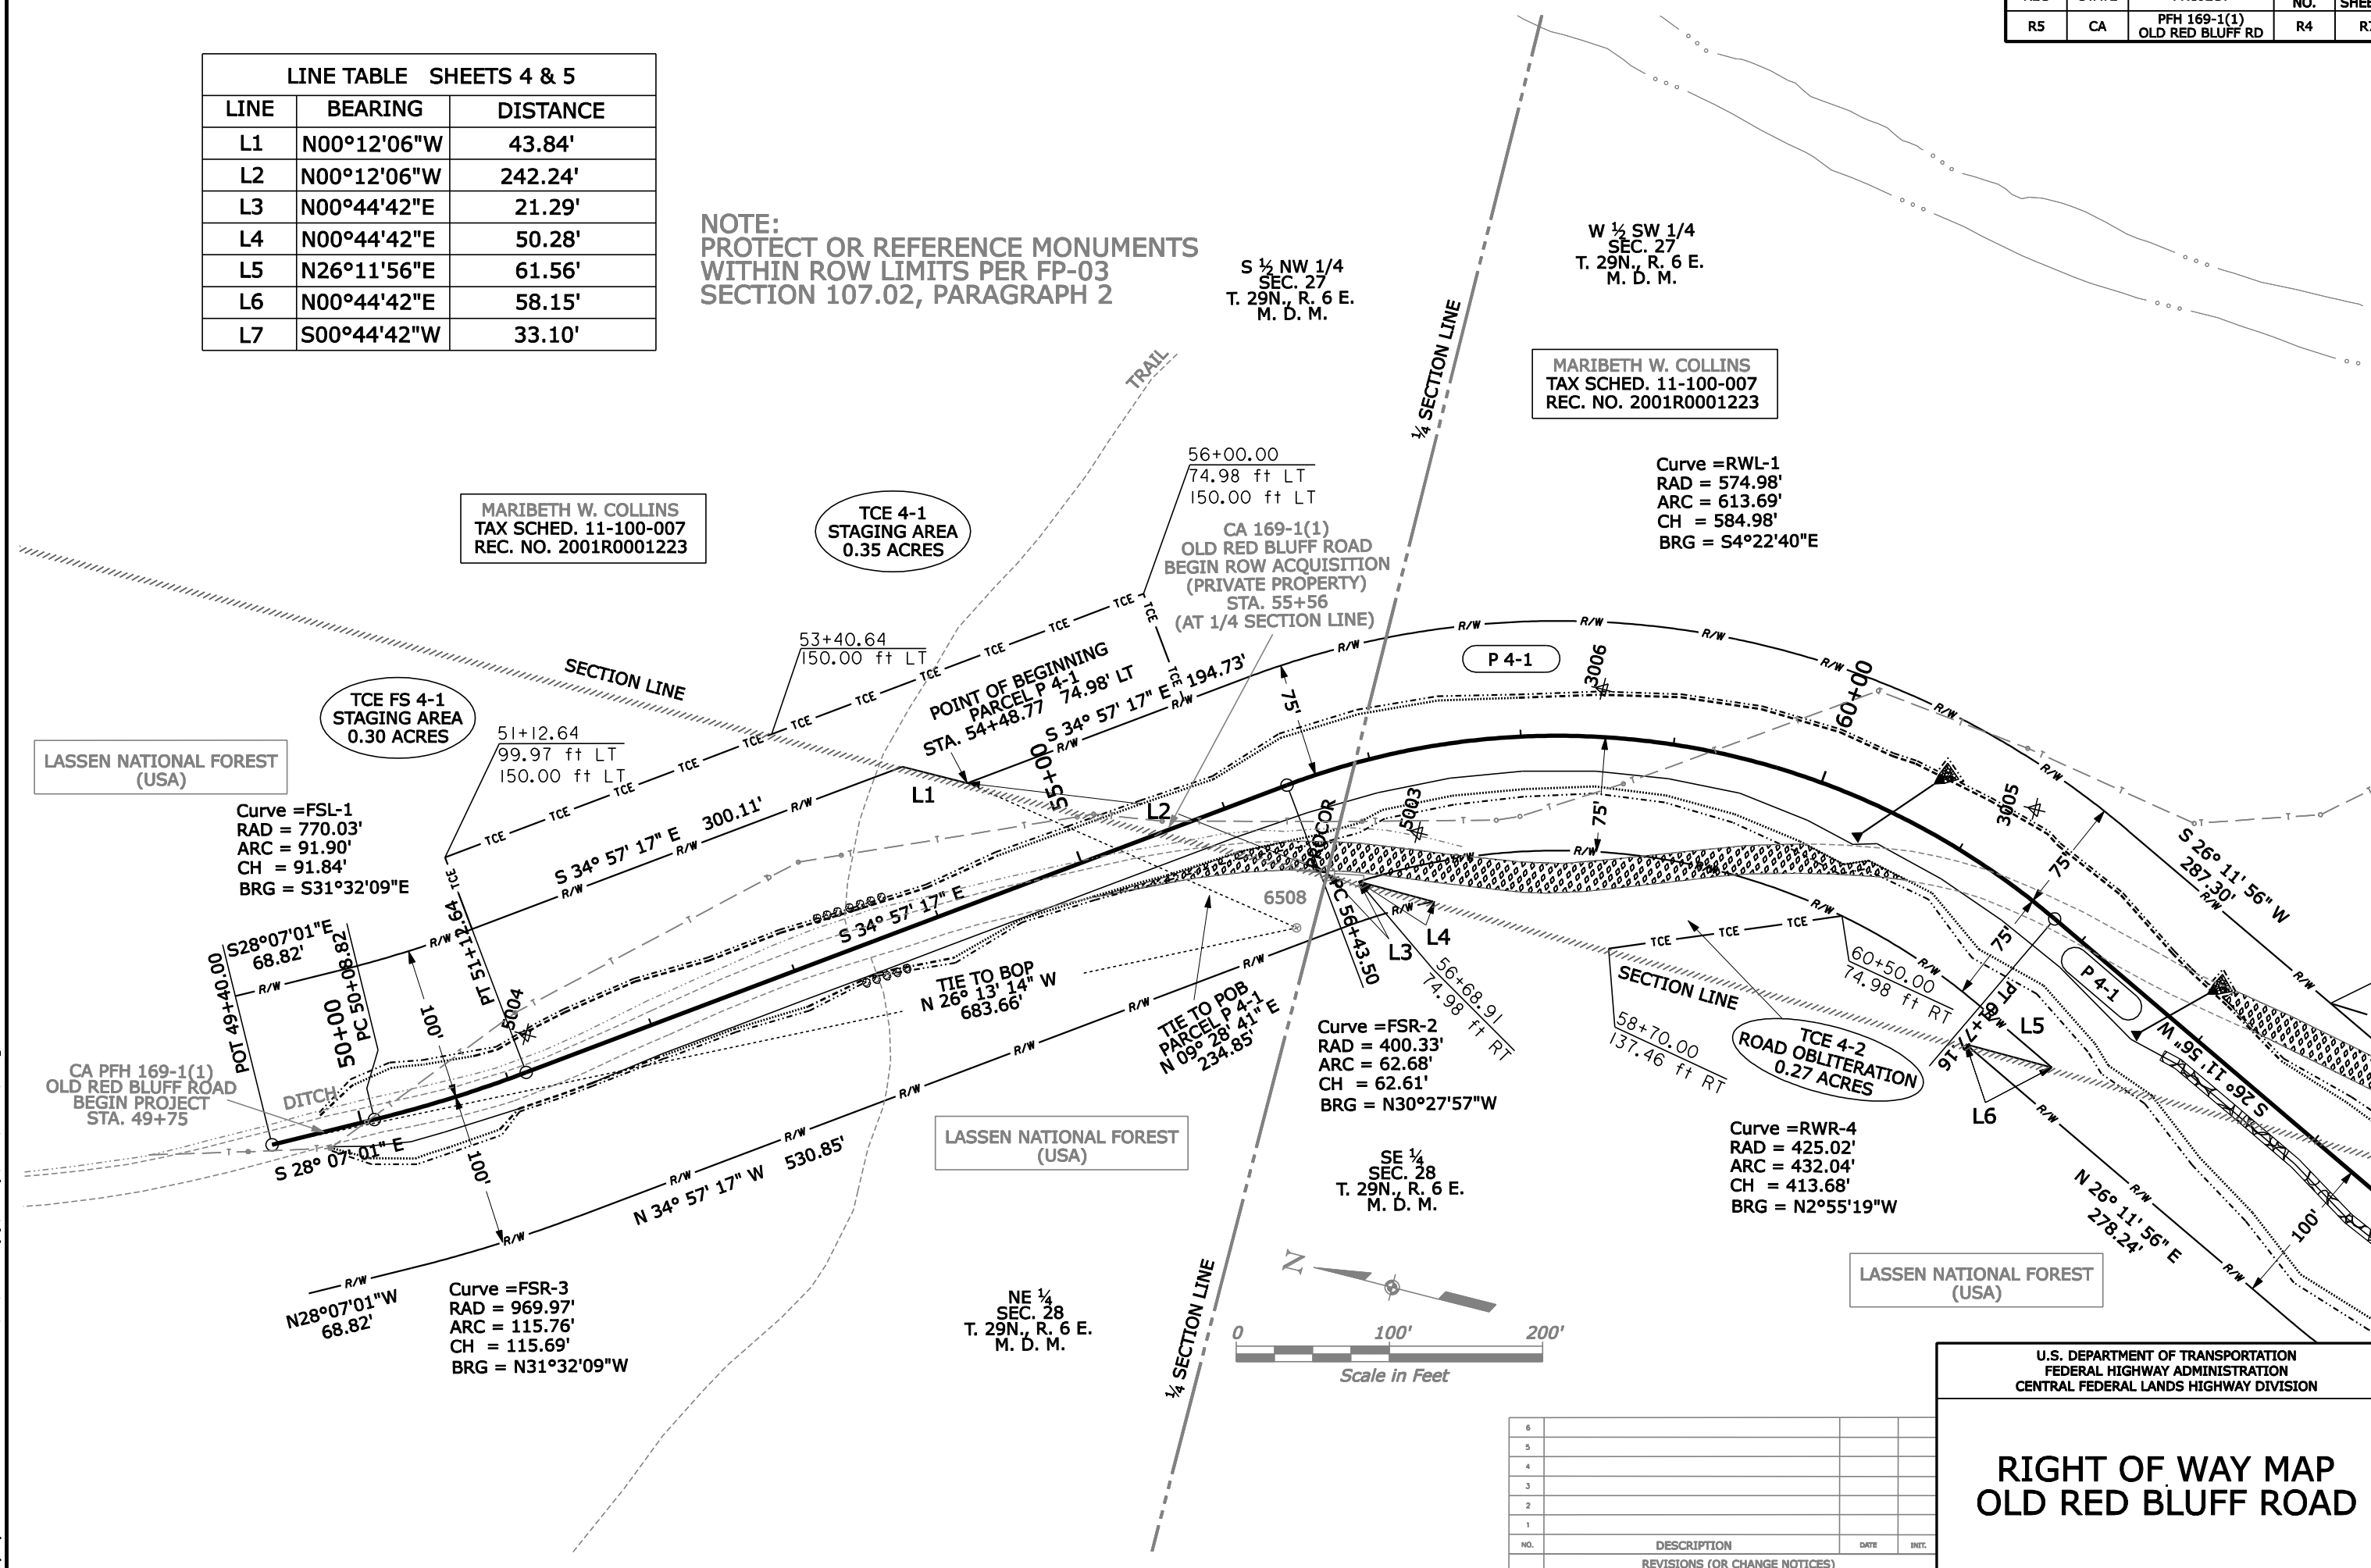 NO.
R5 CA PFH 169-1(1) R4
OLD RED BLUFF RD
LINE TABLE SHEETS 4 & 5
LINE BEARING DISTANCE
L1 N00°12'06"W 43.84'
L2 N00°12'06"W 242.24'
L3 N00°44'42"E 21.29'
L4 N00°44'42"E 50.28'
L5 N26°11'56"E 61.56'
L6 N00°44'42"E 58.15'
L7 S00°44'42"W 33.10'
NOTE:
PROTECT OR REFERENCE MONUMENTS
WITHIN ROW LIMITS PER FP-03
SECTION 107.02, PARAGRAPH 2
S ½ NW 1/4
SEC. 27
T. 29N., R. 6 E.
M. D. M.
W ½ SW 1/4
SEC. 27
T. 29N., R. 6 E.
M. D. M.
TRAIL
¼ SECTION LINE
MARIBETH W. COLLINS
TAX SCHED. 11-100-007
REC. NO. 2001R0001223
Curve =RWL-1
RAD = 574.98'
ARC = 613.69'
CH = 584.98'
BRG = S4°22'40"E
MARIBETH W. COLLINS
TAX SCHED. 11-100-007
REC. NO. 2001R0001223
TCE 4-1
STAGING AREA
0.35 ACRES
56+00.00
74.98 ft LT
150.00 ft LT
CA 169-1(1)
OLD RED BLUFF ROAD
BEGIN ROW ACQUISITION
(PRIVATE PROPERTY)
STA. 55+56
(AT 1/4 SECTION LINE)
SECTION LINE
53+40.64
150.00 ft LT
POINT OF BEGINNING
PARCEL P 4-1
STA. 54+48.77 74.98' LT
S 34° 57' 17" E 194.73'
55+00
75'
P 4-1
3006
60+00
TCE FS 4-1
STAGING AREA
0.30 ACRES
51+12.64
99.97 ft LT
150.00 ft LT
LASSEN NATIONAL FOREST
(USA)
Curve =FSL-1
RAD = 770.03'
ARC = 91.90'
CH = 91.84'
BRG = S31°32'09"E
S 34° 57' 17" E 300.11'
L1
L2
PROCOR
5003
75'
3005
75'
S 26° 11' 56" W
287.30'
S28°07'01"E
68.82'
POT 49+40.00
50+00
PC 50+08.82
PT 51+12.64
5004
100'
S 34° 57' 17" E
6508
PC 56+43.50
L3
L4
56+68.91
74.98 ft RT
TIE TO BOP
N 26° 13' 14" W
683.66'
TIE TO POB
PARCEL P 4-1
N 09° 28' 41" E
234.85'
SECTION LINE
58+70.00
137.46 ft RT
60+50.00
74.98 ft RT
75'
PT 61+77.16
P 4-1
L5
L6
TCE 4-2
ROAD OBLITERATION
0.27 ACRES
S 26° 11' 56" W
CA PFH 169-1(1)
OLD RED BLUFF ROAD
BEGIN PROJECT
STA. 49+75
DITCH
S 28° 07' 01" E
100'
N 34° 57' 17" W 530.85'
LASSEN NATIONAL FOREST
(USA)
Curve =FSR-2
RAD = 400.33'
ARC = 62.68'
CH = 62.61'
BRG = N30°27'57"W
Curve =RWR-4
RAD = 425.02'
ARC = 432.04'
CH = 413.68'
BRG = N2°55'19"W
SE ¼
SEC. 28
T. 29N., R. 6 E.
M. D. M.
N 26° 11' 56" E
278.24'
100'
LASSEN NATIONAL FOREST
(USA)
N28°07'01"W
68.82'
Curve =FSR-3
RAD = 969.97'
ARC = 115.76'
CH = 115.69'
BRG = N31°32'09"W
NE ¼
SEC. 28
T. 29N., R. 6 E.
M. D. M.
¼ SECTION LINE
N
0 100' 200'
Scale in Feet
U.S. DEPARTMENT OF TRANSPORTATION
FEDERAL HIGHWAY ADMINISTRATION
CENTRAL FEDERAL LANDS HIGHWAY DIVISION
RIGHT OF WAY MAP
OLD RED BLUFF ROAD
6
5
4
3
2
1
NO. DESCRIPTION DATE INIT.
REVISIONS (OR CHANGE NOTICES)